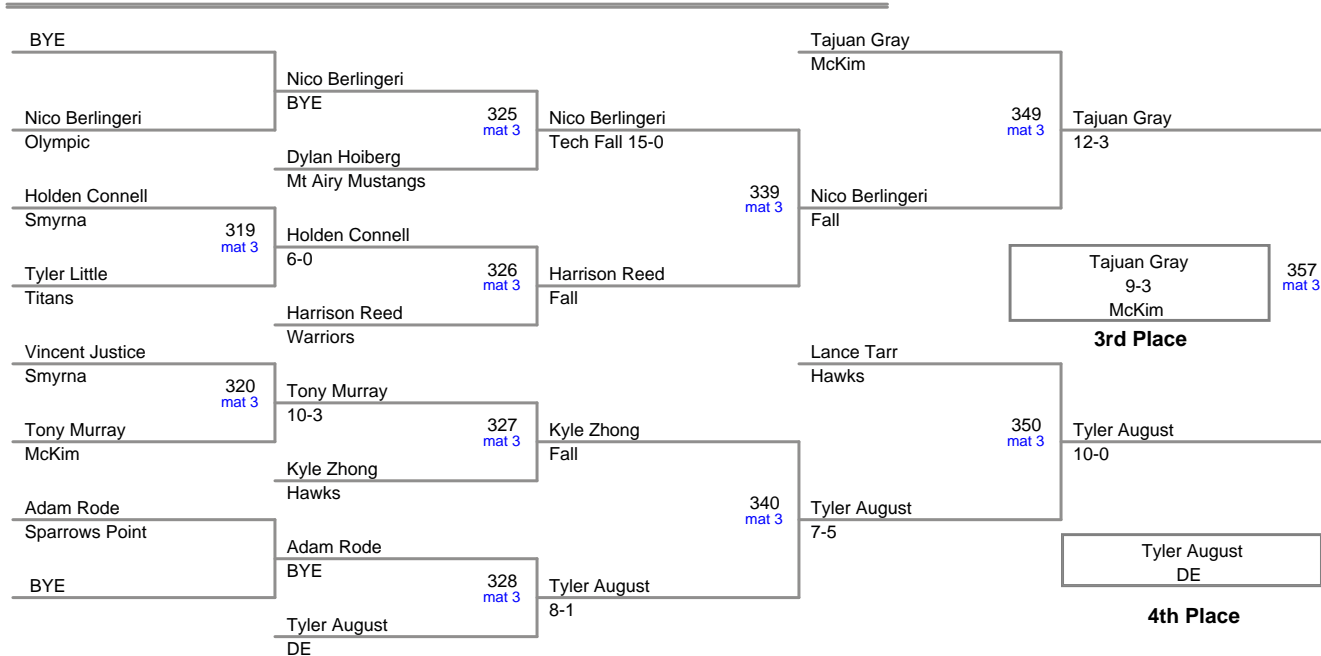 BYE
Nico Berlingeri
Olympic
Holden Connell
Smyrna
319
mat 3
Tyler Little
Titans
Vincent Justice
Smyrna
320
mat 3
Tony Murray
McKim
Adam Rode
Sparrows Point
BYE
Nico Berlingeri
BYE
325
mat 3
Dylan Hoiberg
Mt Airy Mustangs
Holden Connell
6-0
326
mat 3
Harrison Reed
Warriors
Tony Murray
10-3
327
mat 3
Kyle Zhong
Hawks
Adam Rode
BYE
328
mat 3
Tyler August
DE
Nico Berlingeri
Tech Fall 15-0
339
mat 3
Harrison Reed
Fall
Kyle Zhong
Fall
340
mat 3
Tyler August
8-1
Tajuan Gray
McKim
349
mat 3
Nico Berlingeri
Fall
Lance Tarr
Hawks
350
mat 3
Tyler August
7-5
Tajuan Gray
12-3
Tajuan Gray
9-3
McKim
357
mat 3
3rd Place
Tyler August
10-0
Tyler August
DE
4th Place